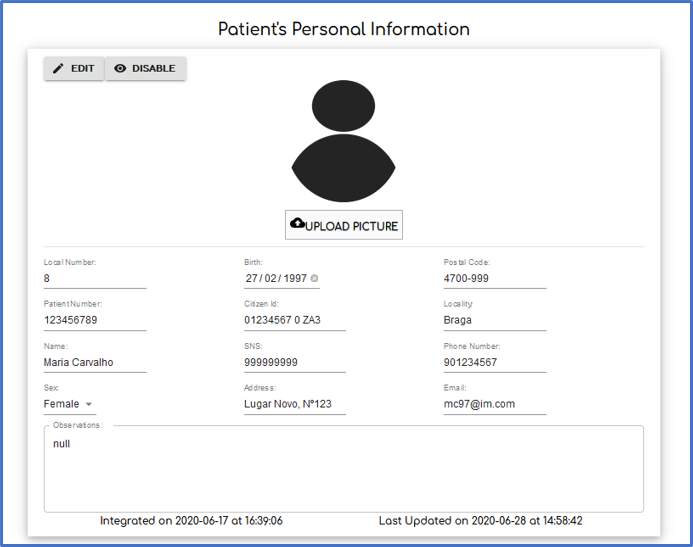 Patient's Personal Information
EDIT DISABLE
UPLOAD PICTURE
Local Number: Birth: Postal Code:
8 27 / 02 / 1997 4700-999
Patient Number: Citizen Id: Locality:
123456789 01234567 0 ZA3 Braga
Name: SNS: Phone Number:
Maria Carvalho 999999999 901234567
Sex: Address: Email:
Female Lugar Novo, Nº123 mc97@im.com
Observations:
null
Integrated on 2020-06-17 at 16:39:06 Last Updated on 2020-06-28 at 14:58:42